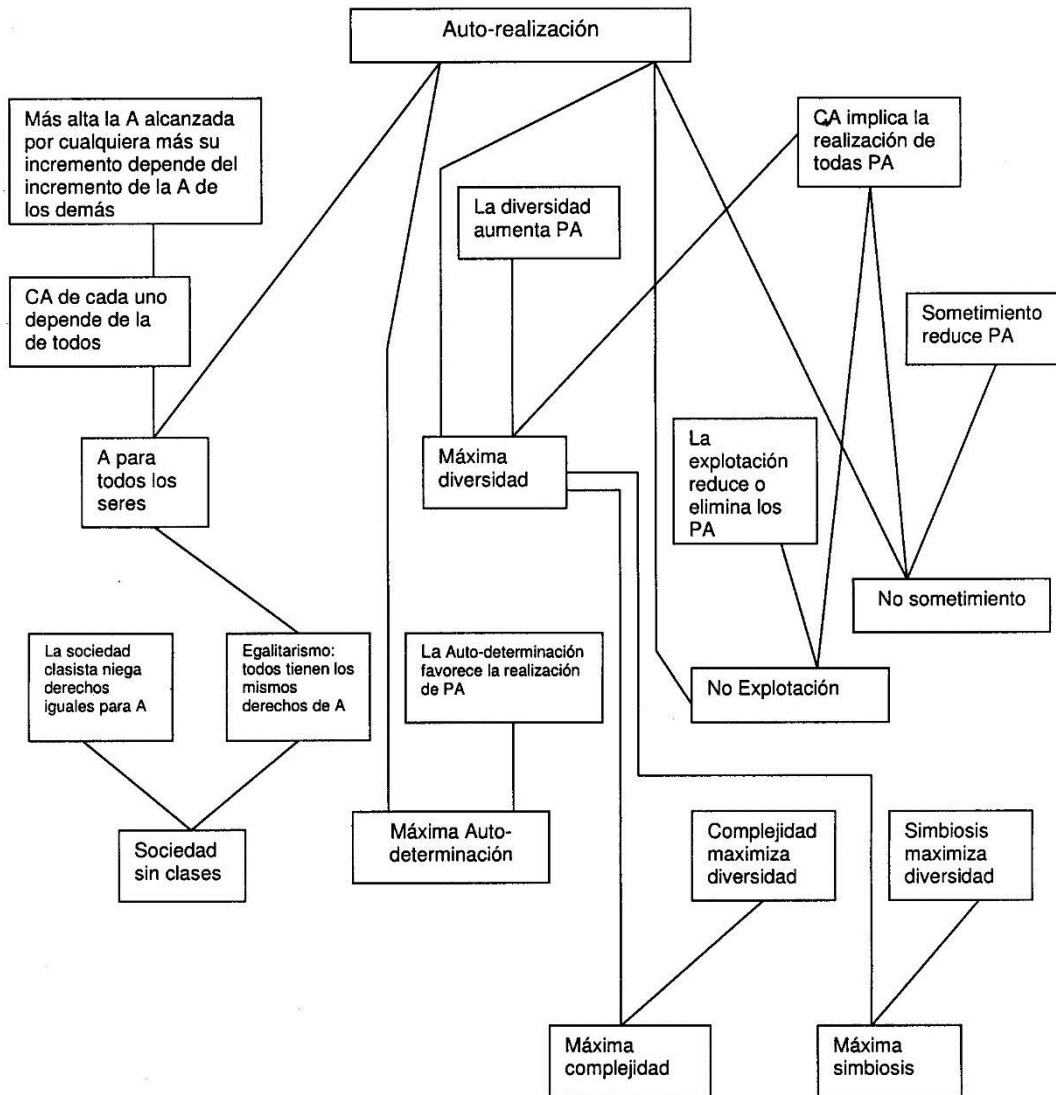 Auto-realización
Más alta la A alcanzada
por cualquiera más su
incremento depende del
incremento de la A de
los demás
CA implica la
realización de
todas PA
La diversidad
aumenta PA
CA de cada uno
depende de la
de todos
Sometimiento
reduce PA
A para
todos los
seres
Máxima
diversidad
La
explotación
reduce o
elimina los
PA
No sometimiento
La sociedad
clasista niega
derechos
iguales para A
Egalitarismo:
todos tienen los
mismos
derechos de A
La Auto-determinación
favorece la realización
de PA
No Explotación
Sociedad
sin clases
Máxima Auto-
determinación
Complejidad
maximiza
diversidad
Simbiosis
maximiza
diversidad
Máxima
complejidad
Máxima
simbiosis